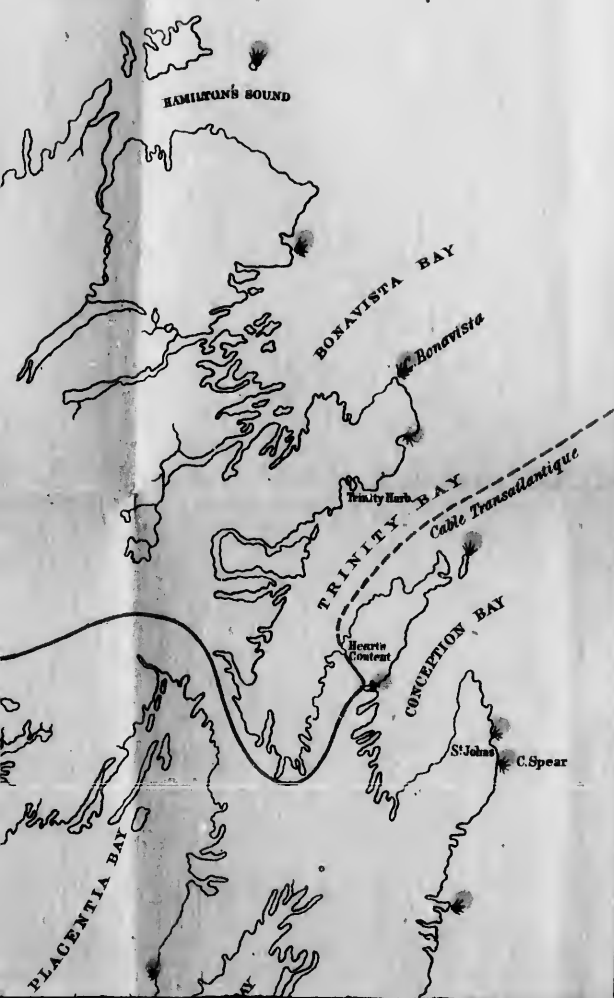 HAMILTON'S SOUND
BONAVISTA BAY
C. Bonavista
Trinity Harb.
TRINITY BAY
Cable Transatlantique
Heart's
Content
CONCEPTION BAY
St. Johns
C. Spear
PLACENTIA BAY